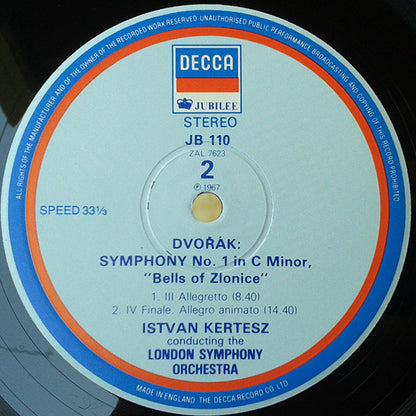 ALL RIGHTS OF THE MANUFACTURER AND OF THE OWNER OF THE RECORDED WORK RESERVED UNAUTHORISED PUBLIC PERFORMANCE BROADCASTING AND COPYING OF THIS RECORD PROHIBITED
DECCA
JUBILEE
STEREO
JB 110
ZAL 7623
2
℗ 1967
SPEED 33⅓
DVOŘÁK:
SYMPHONY No. 1 in C Minor,
"Bells of Zlonice"
1. III Allegretto (8.40)
2. IV Finale. Allegro animato (14.40)
ISTVAN KERTESZ
conducting the
LONDON SYMPHONY
ORCHESTRA
MADE IN ENGLAND THE DECCA RECORD CO. LTD